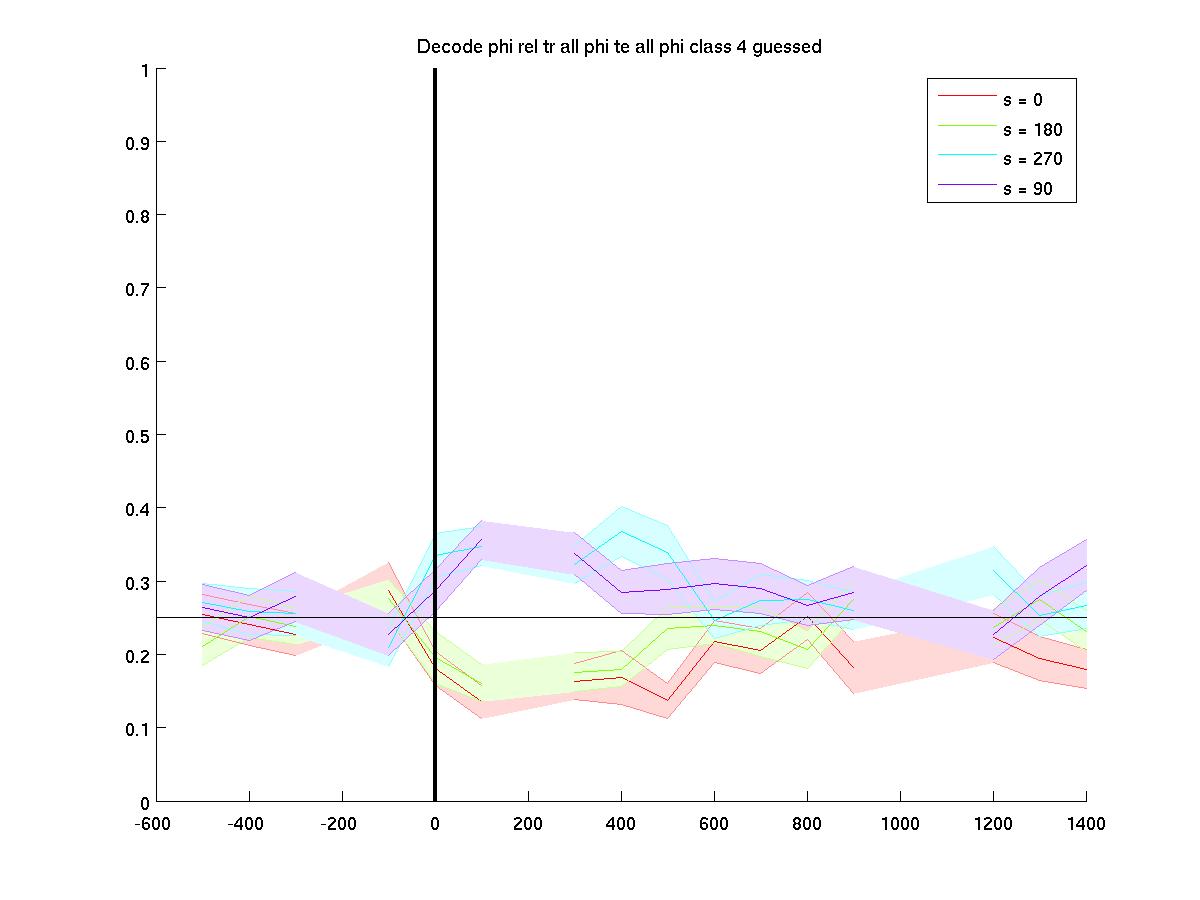 Decode phi rel tr all phi te all phi class 4 guessed
s = 0
s = 180
s = 270
s = 90
1
0.9
0.8
0.7
0.6
0.5
0.4
0.3
0.2
0.1
0
-600 -400 -200 0 200 400 600 800 1000 1200 1400